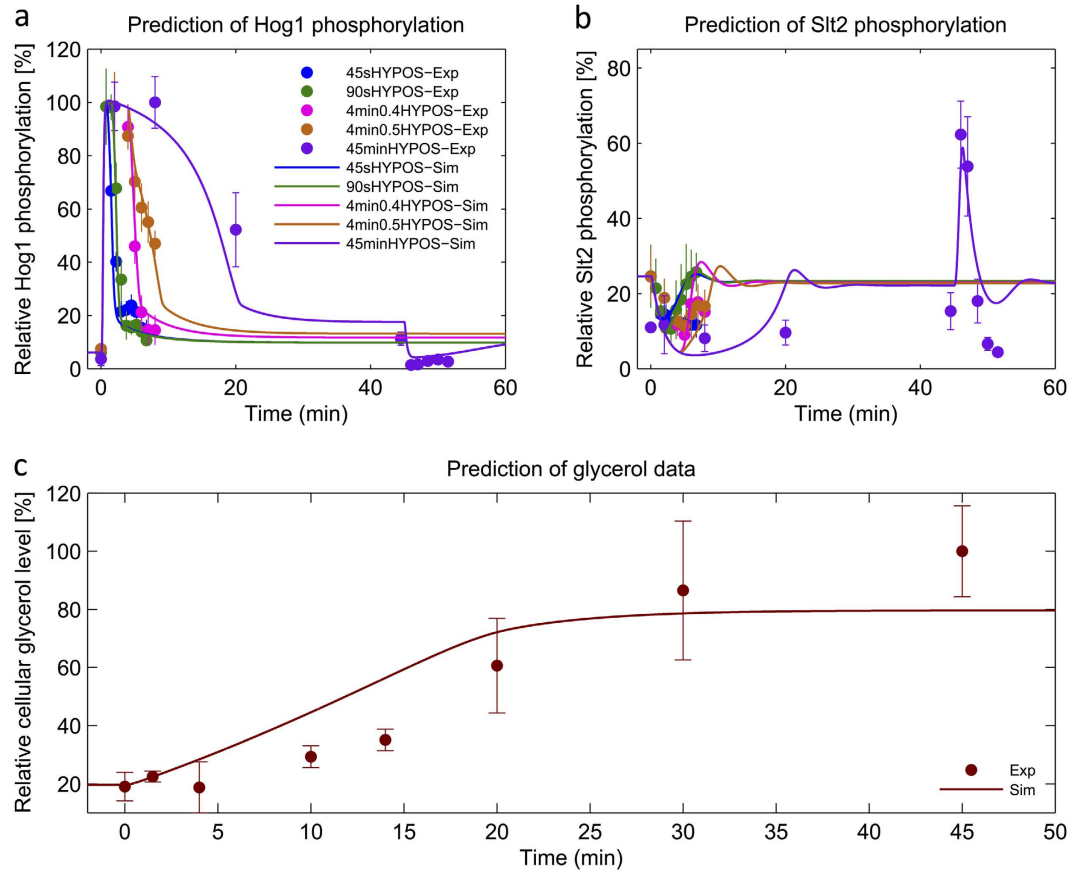 a
Prediction of Hog1 phosphorylation
Relative Hog1 phosphorylation [%]
120
100
80
60
40
20
0
0 20 40 60
Time (min)
45sHYPOS−Exp
90sHYPOS−Exp
4min0.4HYPOS−Exp
4min0.5HYPOS−Exp
45minHYPOS−Exp
45sHYPOS−Sim
90sHYPOS−Sim
4min0.4HYPOS−Sim
4min0.5HYPOS−Sim
45minHYPOS−Sim
b
Prediction of Slt2 phosphorylation
Relative Slt2 phosphorylation [%]
80
60
40
20
0
0 20 40 60
Time (min)
c
Prediction of glycerol data
Relative cellular glycerol level [%]
120
100
80
60
40
20
0 5 10 15 20 25 30 35 40 45 50
Time (min)
Exp
Sim